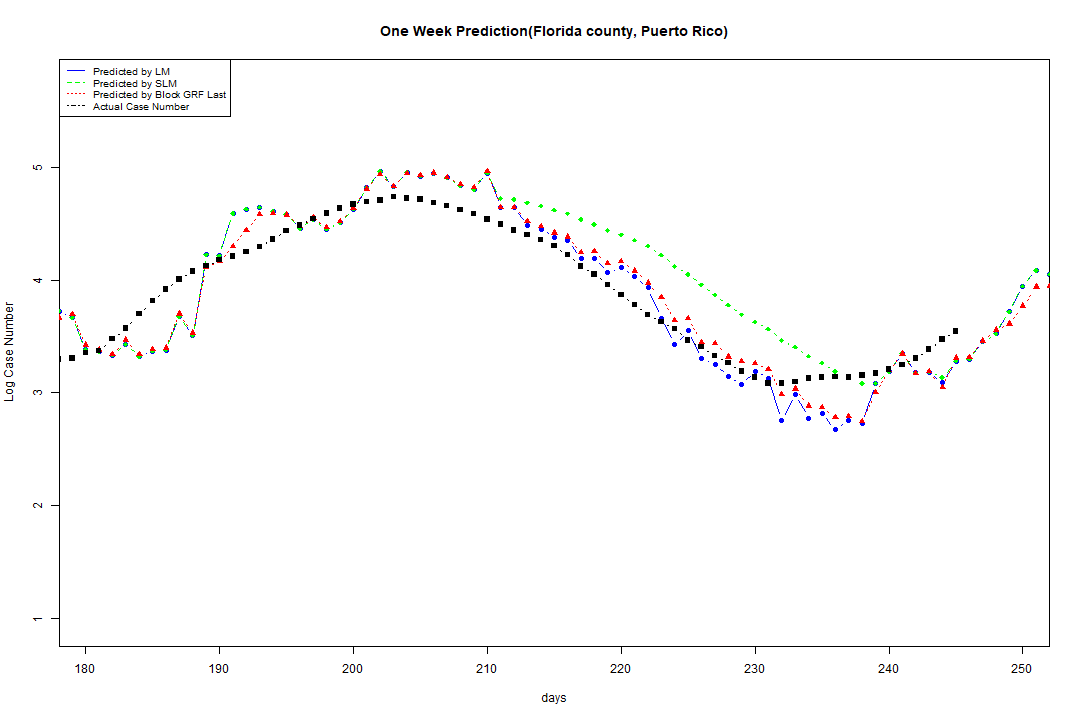 One Week Prediction(Florida county, Puerto Rico)
Predicted by LM
Predicted by SLM
Predicted by Block GRF Last
Actual Case Number
Log Case Number
5
4
3
2
1
180 190 200 210 220 230 240 250
days